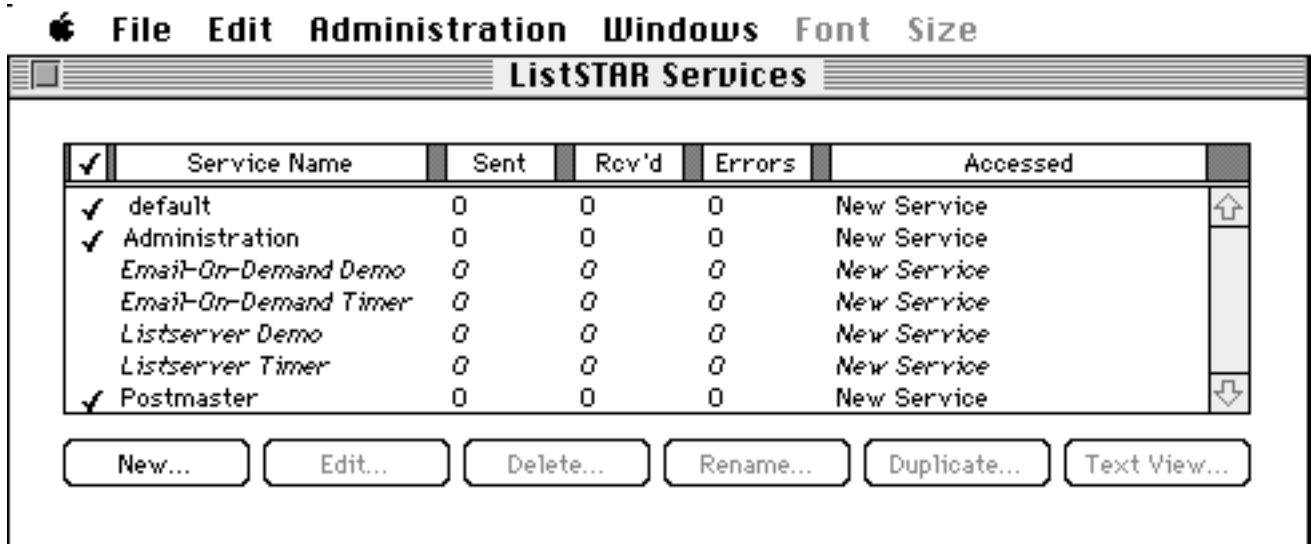 File Edit Administration Windows Font Size
ListSTAR Services
✓ Service Name Sent Rcv'd Errors Accessed
✓ default 0 0 0 New Service
✓ Administration 0 0 0 New Service
Email-On-Demand Demo 0 0 0 New Service
Email-On-Demand Timer 0 0 0 New Service
Listserver Demo 0 0 0 New Service
Listserver Timer 0 0 0 New Service
✓ Postmaster 0 0 0 New Service
New... Edit... Delete... Rename... Duplicate... Text View...